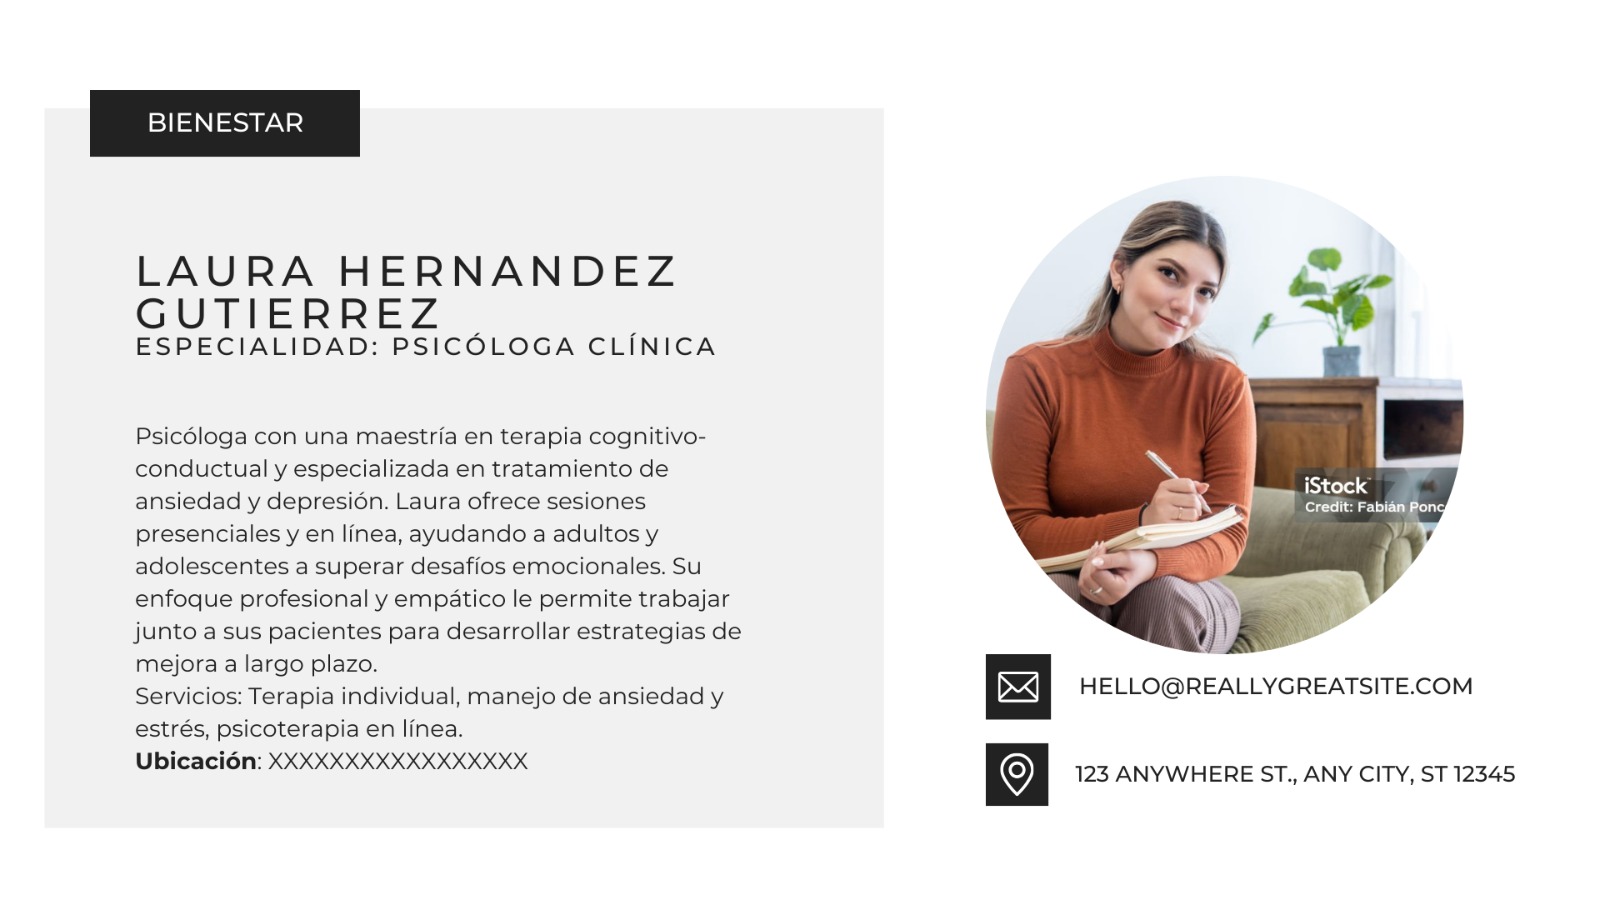 BIENESTAR
LAURA HERNANDEZ
GUTIERREZ
ESPECIALIDAD: PSICÓLOGA CLÍNICA
Psicóloga con una maestría en terapia cognitivo-
conductual y especializada en tratamiento de
ansiedad y depresión. Laura ofrece sesiones
presenciales y en línea, ayudando a adultos y
adolescentes a superar desafíos emocionales. Su
enfoque profesional y empático le permite trabajar
junto a sus pacientes para desarrollar estrategias de
mejora a largo plazo.
Servicios: Terapia individual, manejo de ansiedad y
estrés, psicoterapia en línea.
Ubicación: XXXXXXXXXXXXXXXXX
iStock
Credit: Fabián Ponc
HELLO@REALLYGREATSITE.COM
123 ANYWHERE ST., ANY CITY, ST 12345